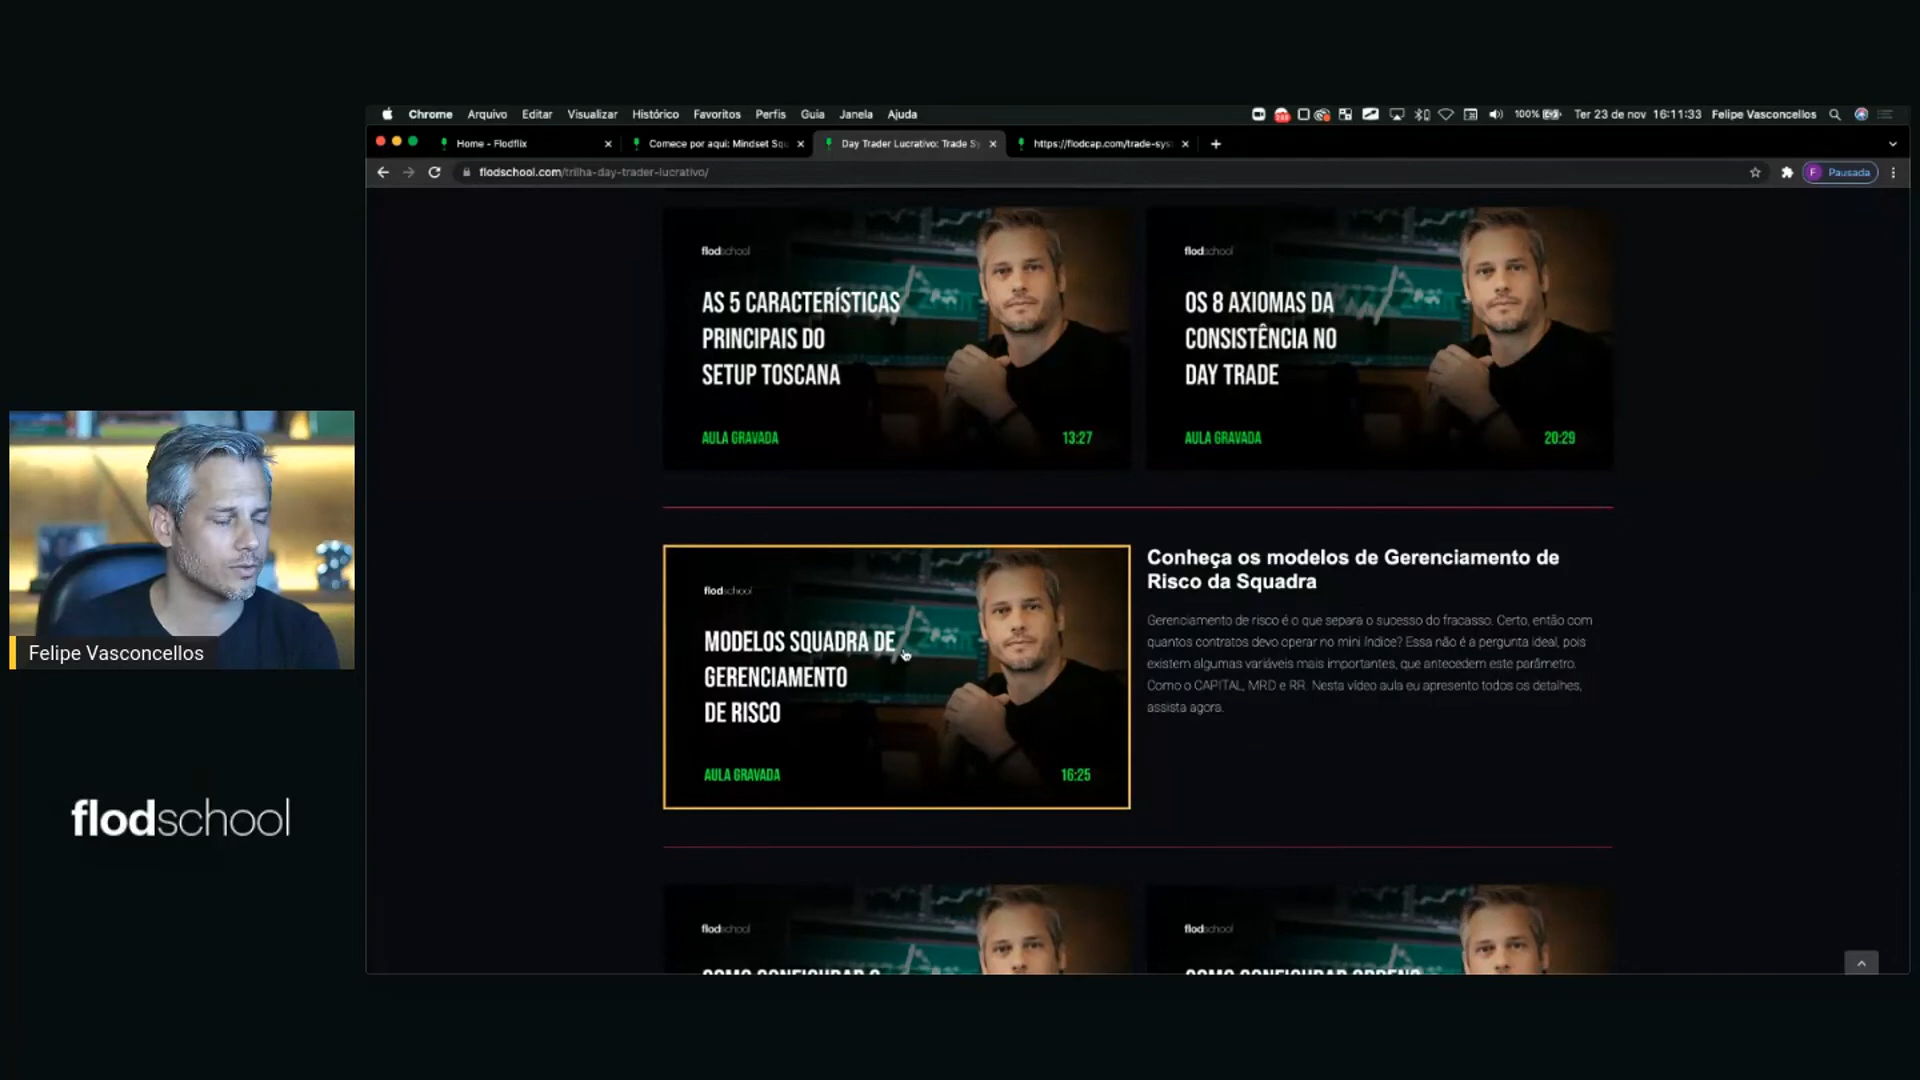 Chrome Arquivo Editar Visualizar Histórico Favoritos Perfis Guia Janela Ajuda
100% Ter 23 de nov 16:11:33 Felipe Vasconcellos
Home - Flodflix
Comece por aqui: Mindset Squ
Day Trader Lucrativo: Trade Sy
https://flodcap.com/trade-sys
flodschool.com/trilha-day-trader-lucrativo/
F Pausada
flodschool
AS 5 CARACTERÍSTICAS
PRINCIPAIS DO
SETUP TOSCANA
AULA GRAVADA 13:27
flodschool
OS 8 AXIOMAS DA
CONSISTÊNCIA NO
DAY TRADE
AULA GRAVADA 20:29
flodschool
MODELOS SQUADRA DE
GERENCIAMENTO
DE RISCO
AULA GRAVADA 16:25
Conheça os modelos de Gerenciamento de
Risco da Squadra
Gerenciamento de risco é o que separa o sucesso do fracasso. Certo, então com
quantos contratos devo operar no mini índice? Essa não é a pergunta ideal, pois
existem algumas variáveis mais importantes, que antecedem este parâmetro.
Como o CAPITAL, MRD e RR. Nesta vídeo aula eu apresento todos os detalhes,
assista agora.
flodschool
COMO CONFIGURAR O
flodschool
COMO CONFIGURAR ORDENS
Felipe Vasconcellos
flodschool